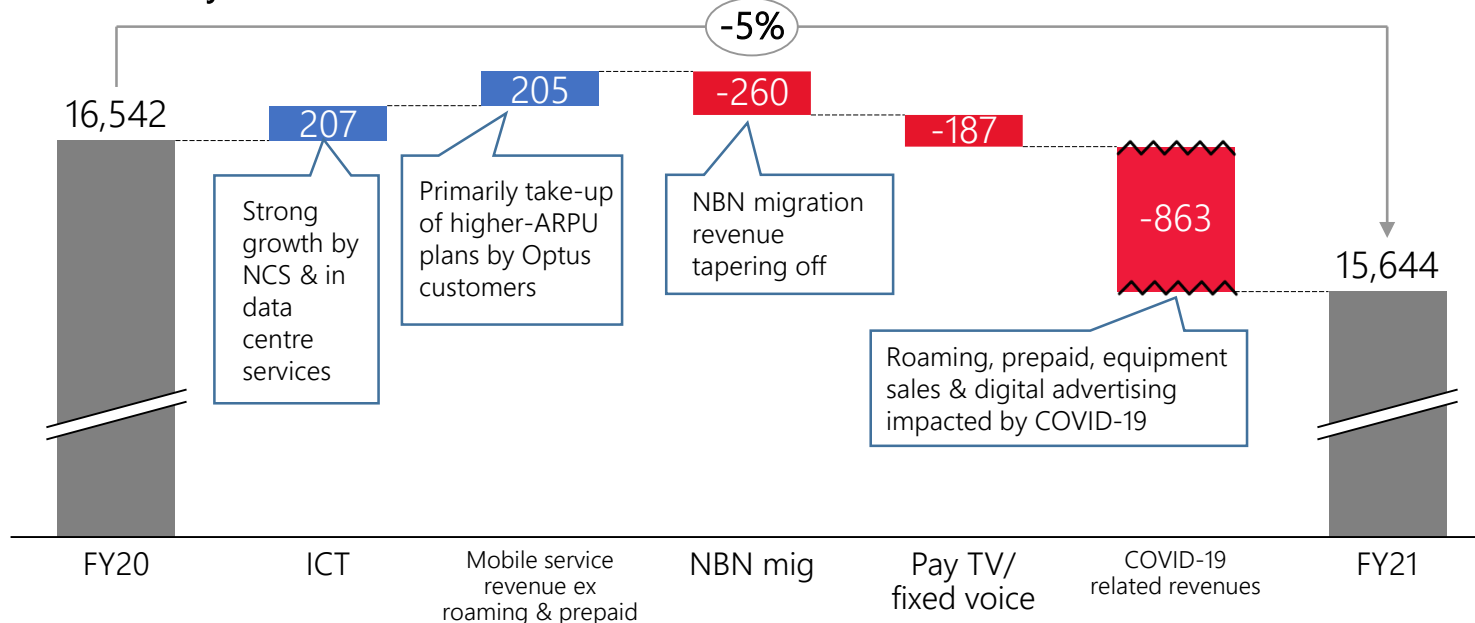 -5%
16,542
207
205
-260
-187
-863
15,644
Strong
growth by
NCS & in
data
centre
services
Primarily take-up
of higher-ARPU
plans by Optus
customers
NBN migration
revenue
tapering off
Roaming, prepaid, equipment
sales & digital advertising
impacted by COVID-19
FY20
ICT
Mobile service
revenue ex
roaming & prepaid
NBN mig
Pay TV/
fixed voice
COVID-19
related revenues
FY21